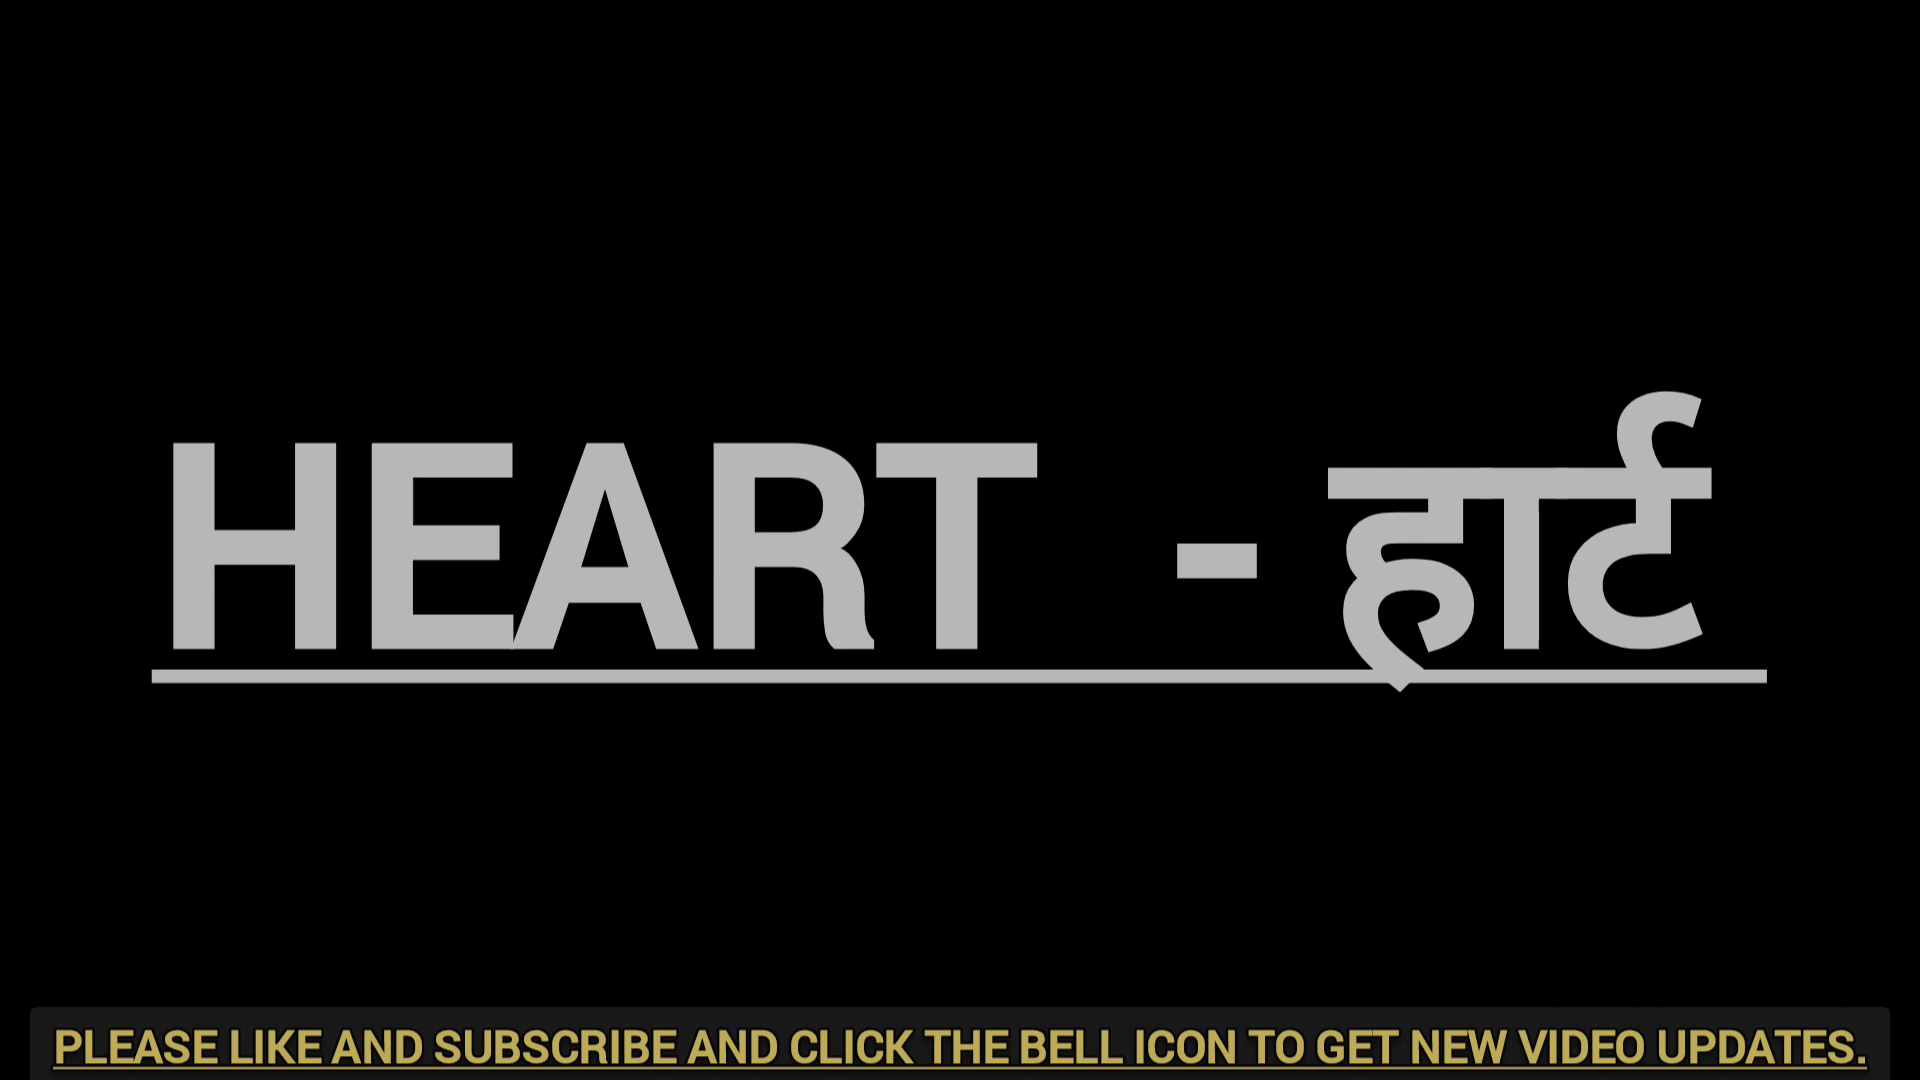 HEART - हार्ट
PLEASE LIKE AND SUBSCRIBE AND CLICK THE BELL ICON TO GET NEW VIDEO UPDATES.